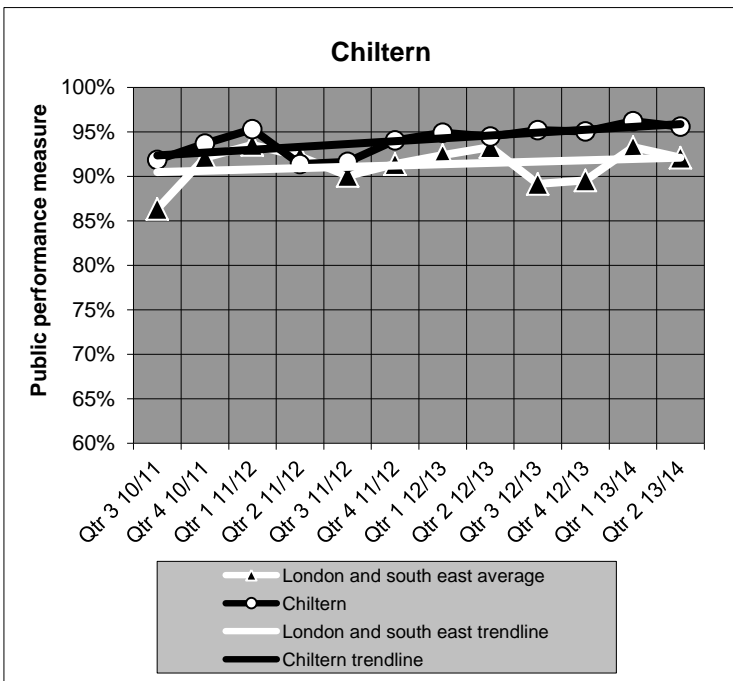 Chiltern
Public performance measure
100%
95%
90%
85%
80%
75%
70%
65%
60%
Qtr 3 10/11
Qtr 4 10/11
Qtr 1 11/12
Qtr 2 11/12
Qtr 3 11/12
Qtr 4 11/12
Qtr 1 12/13
Qtr 2 12/13
Qtr 3 12/13
Qtr 4 12/13
Qtr 1 13/14
Qtr 2 13/14
London and south east average
Chiltern
London and south east trendline
Chiltern trendline